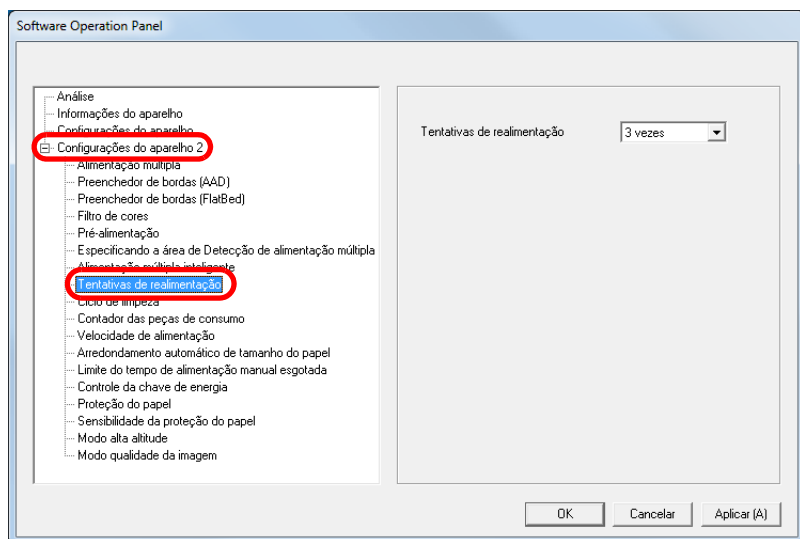 Software Operation Panel
Análise
Informações do aparelho
Configurações do aparelho
Configurações do aparelho 2
Alimentação múltipla
Preenchedor de bordas (AAD)
Preenchedor de bordas (FlatBed)
Filtro de cores
Pré-alimentação
Especificando a área de Detecção de alimentação múltipla
Alimentação múltipla inteligente
Tentativas de realimentação
Ciclo de limpeza
Contador das peças de consumo
Velocidade de alimentação
Arredondamento automático de tamanho do papel
Limite do tempo de alimentação manual esgotada
Controle da chave de energia
Proteção do papel
Sensibilidade da proteção do papel
Modo alta altitude
Modo qualidade da imagem
Tentativas de realimentação 3 vezes
OK Cancelar Aplicar (A)